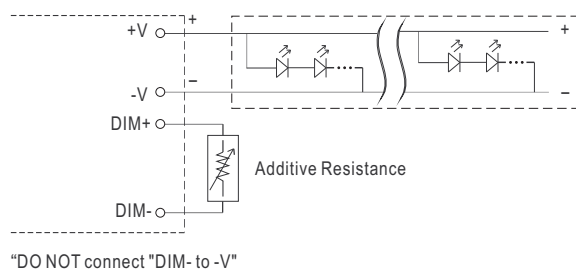 +V
+
+
-V
–
–
DIM+
Additive Resistance
DIM-
“DO NOT connect "DIM- to -V"